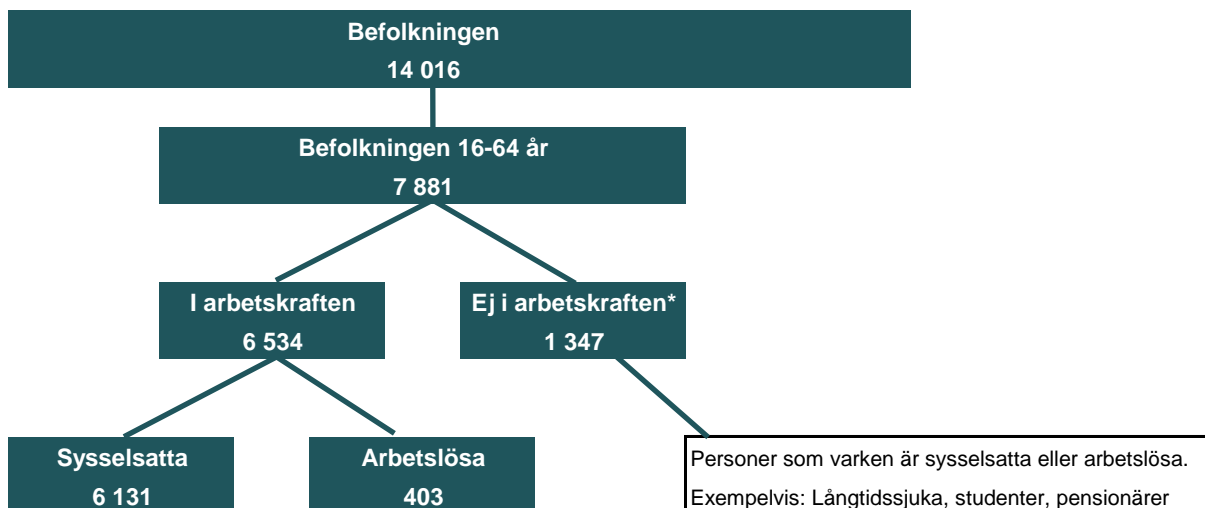 Befolkningen
14 016
Befolkningen 16-64 år
7 881
I arbetskraften
6 534
Ej i arbetskraften*
1 347
Sysselsatta
6 131
Arbetslösa
403
Personer som varken är sysselsatta eller arbetslösa.
Exempelvis: Långtidssjuka, studenter, pensionärer